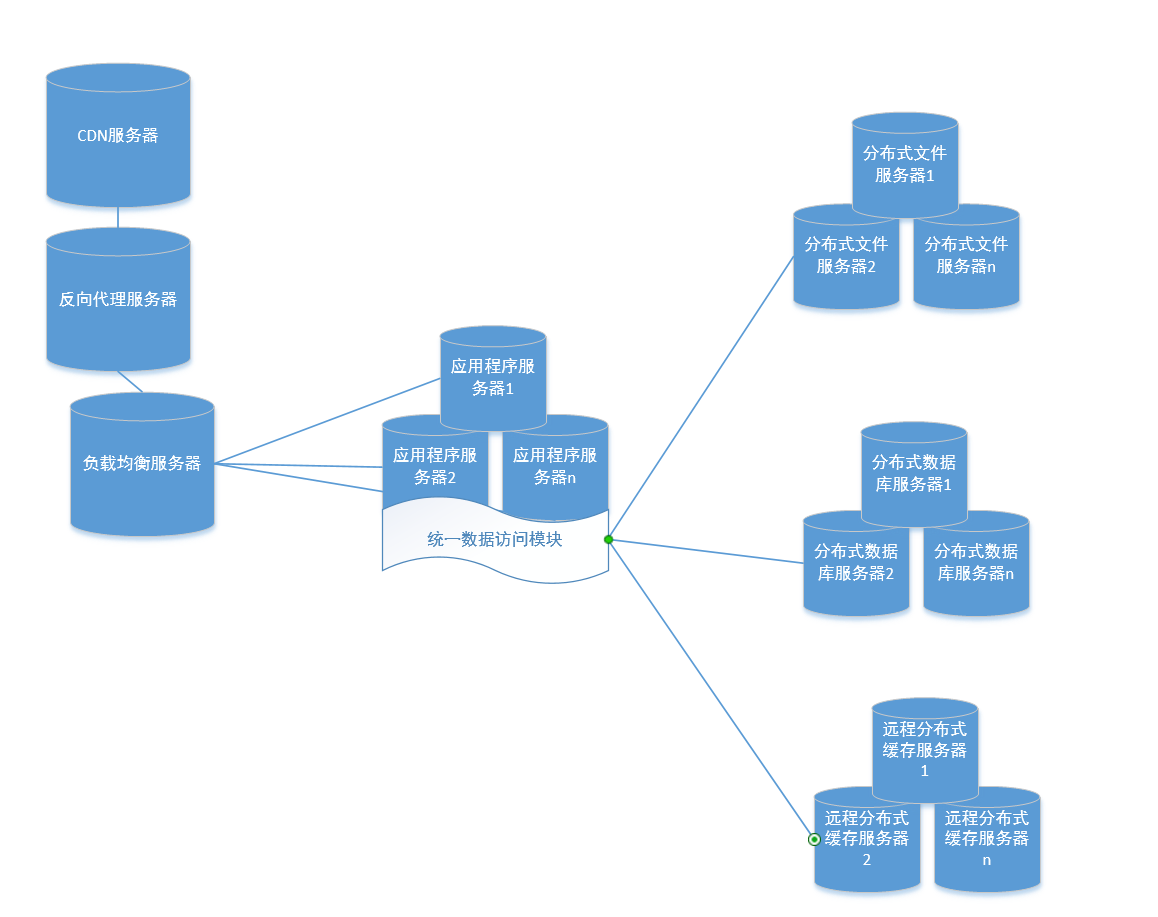 CDN服务器
反向代理服务器
负载均衡服务器
应用程序服
务器1
应用程序服
务器2
应用程序服
务器n
统一数据访问模块
分布式文件
服务器1
分布式文件
服务器2
分布式文件
服务器n
分布式数据
库服务器1
分布式数据
库服务器2
分布式数据
库服务器n
远程分布式
缓存服务器
1
远程分布式
缓存服务器
2
远程分布式
缓存服务器
n